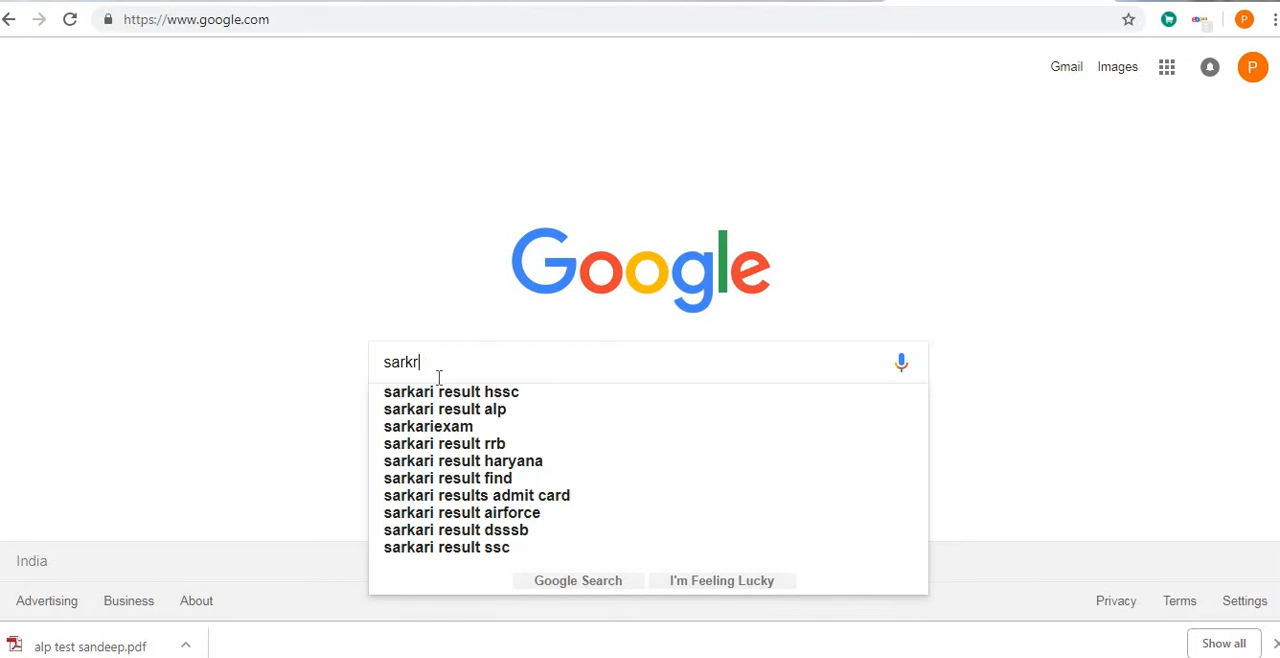 https://www.google.com
P
Gmail Images P
Google
sarkr
sarkari result hssc
sarkari result alp
sarkariexam
sarkari result rrb
sarkari result haryana
sarkari result find
sarkari results admit card
sarkari result airforce
sarkari result dsssb
sarkari result ssc
Google Search I'm Feeling Lucky
India
Advertising Business About Privacy Terms Settings
alp test sandeep.pdf Show all